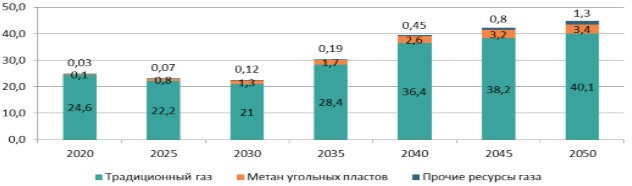 50,0
40,0
30,0
20,0
10,0
0,0
0,03 0,07 0,12 0,19 0,45 0,8 1,3
0,1 0,8 1,3 1,7 2,6 3,2 3,4
24,6 22,2 21 28,4 36,4 38,2 40,1
2020 2025 2030 2035 2040 2045 2050
Традиционный газ Метан угольных пластов Прочие ресурсы газа